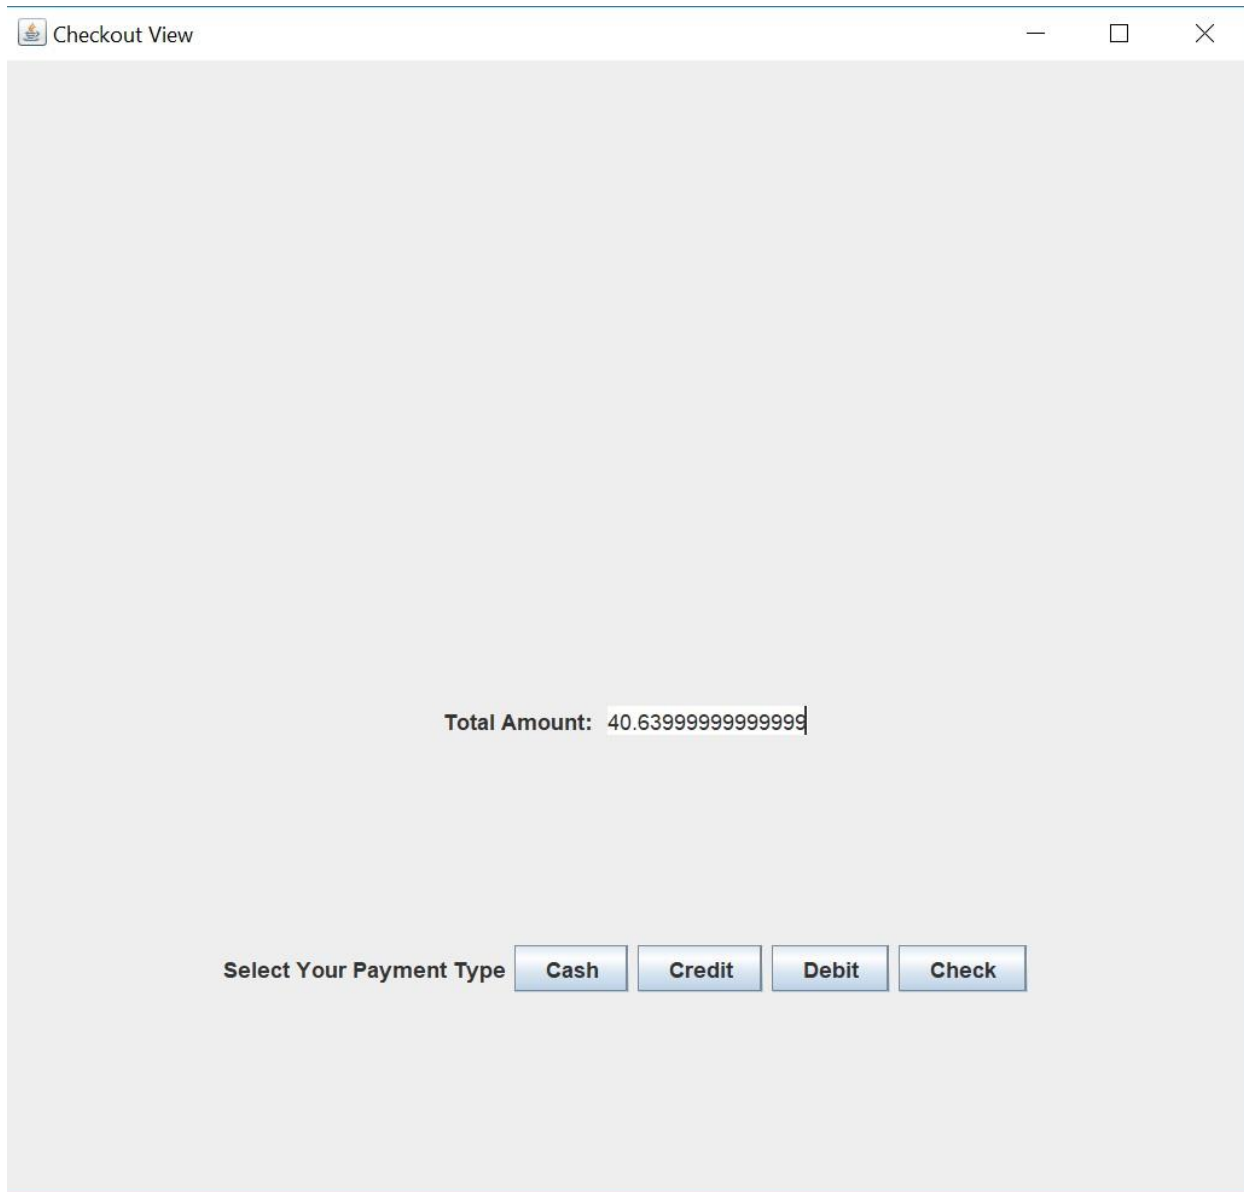 Checkout View
Total Amount: 40.63999999999999
Select Your Payment Type Cash Credit Debit Check